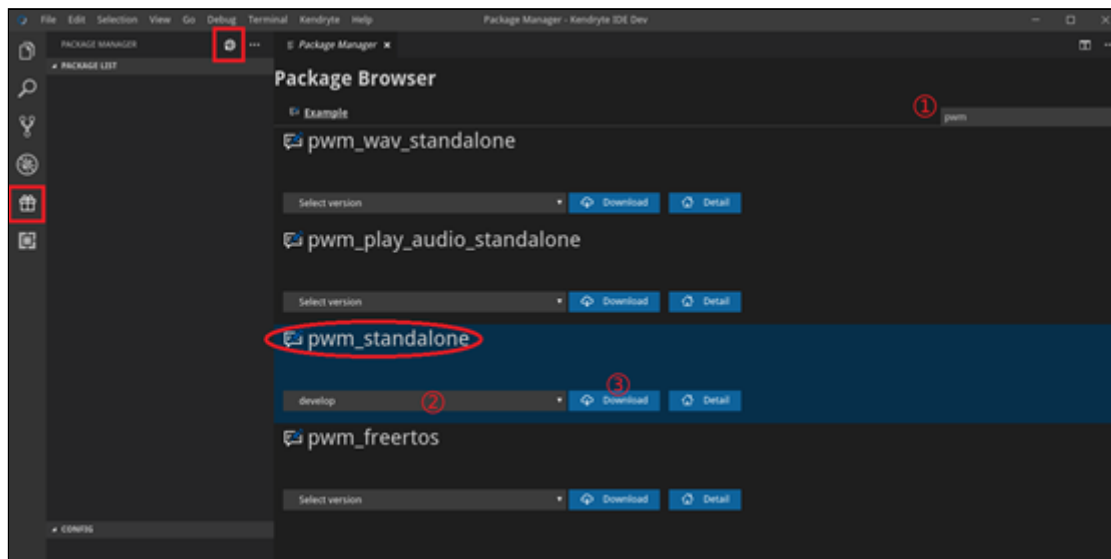 File Edit Selection View Go Debug Terminal Kendryte Help
Package Manager - Kendryte IDE Dev
PACKAGE MANAGER
Package Manager
PACKAGE LIST
Package Browser
Example
①
pwm
pwm_wav_standalone
Select version Download Detail
pwm_play_audio_standalone
Select version Download Detail
pwm_standalone
develop ② ③ Download Detail
pwm_freertos
Select version Download Detail
CONFIG